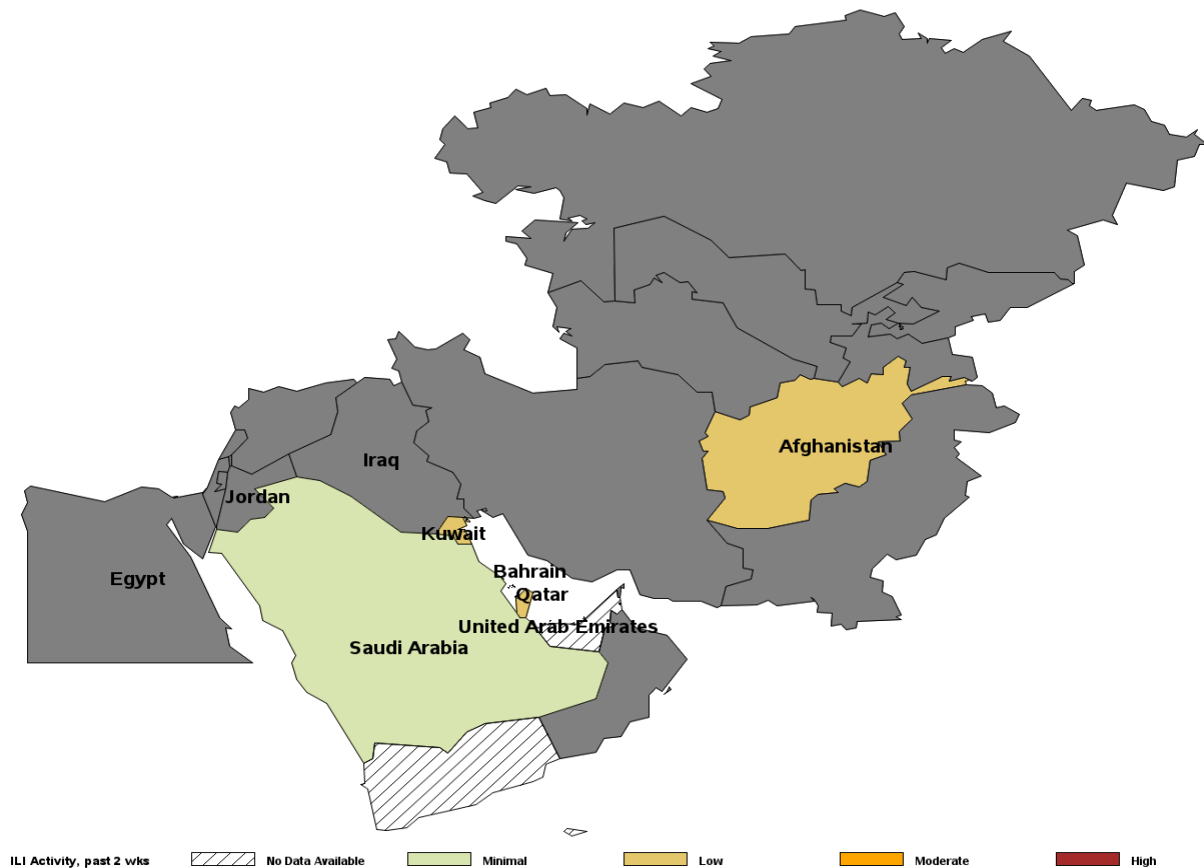 Afghanistan
Iraq
Jordan
Kuwait
Bahrain
Egypt
Qatar
United Arab Emirates
Saudi Arabia
ILI Activity, past 2 wks No Data Available Minimal Low Moderate High